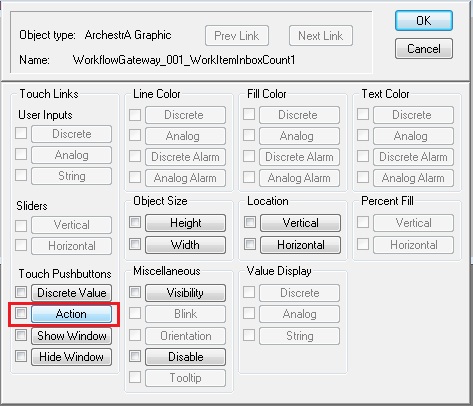 Object type: ArchestrA Graphic
Prev Link
Next Link
OK
Name: WorkflowGateway_001_WorkItemInboxCount1
Cancel
Touch Links
User Inputs
Discrete
Analog
String
Sliders
Vertical
Horizontal
Touch Pushbuttons
Discrete Value
Action
Show Window
Hide Window
Line Color
Discrete
Analog
Discrete Alarm
Analog Alarm
Object Size
Height
Width
Miscellaneous
Visibility
Blink
Orientation
Disable
Tooltip
Fill Color
Discrete
Analog
Discrete Alarm
Analog Alarm
Location
Vertical
Horizontal
Value Display
Discrete
Analog
String
Text Color
Discrete
Analog
Discrete Alarm
Analog Alarm
Percent Fill
Vertical
Horizontal